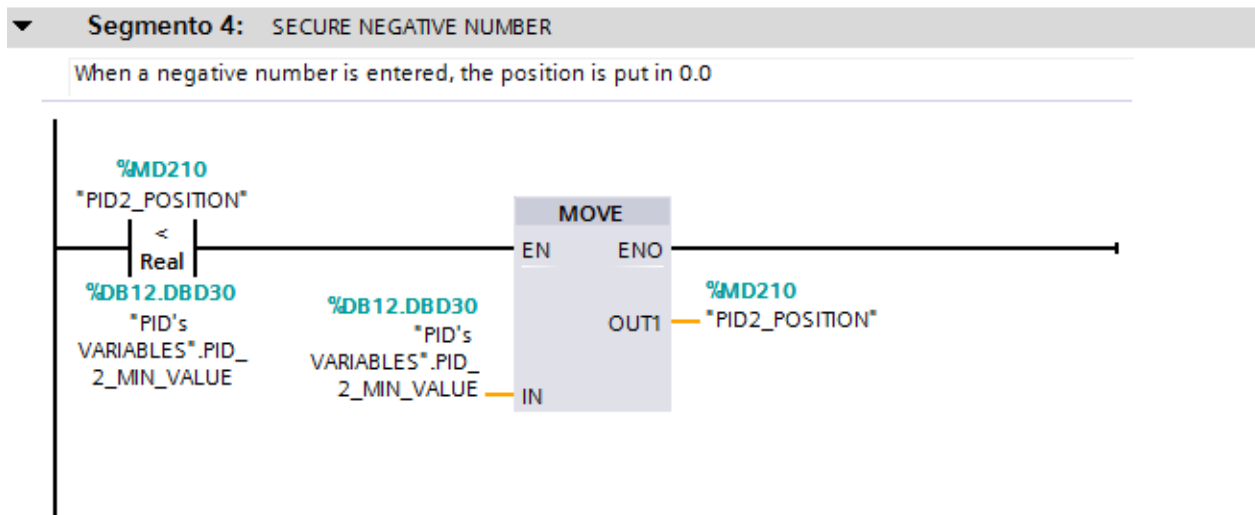 Segmento 4: SECURE NEGATIVE NUMBER
When a negative number is entered, the position is put in 0.0
%MD210
"PID2_POSITION"
<
Real
%DB12.DBD30
"PID's
VARIABLES".PID_
2_MIN_VALUE
%DB12.DBD30
"PID's
VARIABLES".PID_
2_MIN_VALUE
MOVE
EN ENO
OUT1
IN
%MD210
"PID2_POSITION"